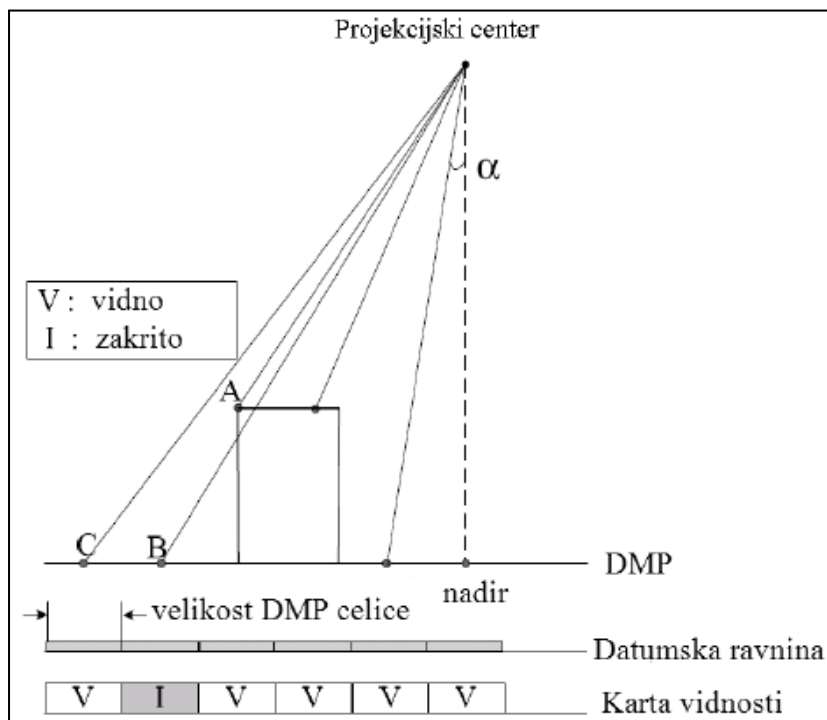 Projekcijski center
α
V : vidno
I : zakrito
A
C
B
DMP
nadir
velikost DMP celice
Datumska ravnina
V I V V V V
Karta vidnosti